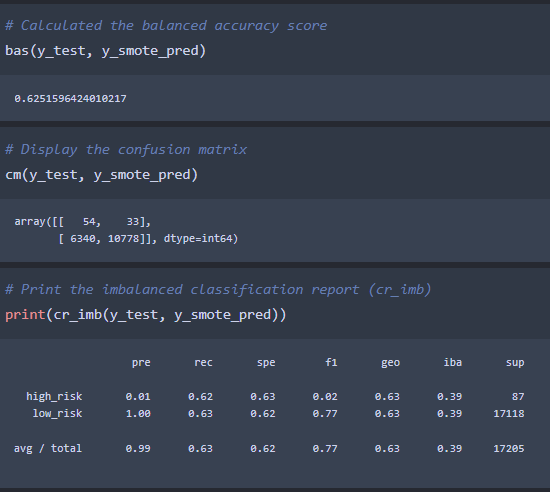 # Calculated the balanced accuracy score
bas(y_test, y_smote_pred)
0.6251596424010217
# Display the confusion matrix
cm(y_test, y_smote_pred)
array([[   54,    33],
       [ 6340, 10778]], dtype=int64)
# Print the imbalanced classification report (cr_imb)
print(cr_imb(y_test, y_smote_pred))
pre       rec       spe        f1       geo       iba       sup
high_risk       0.01      0.62      0.63      0.02      0.63      0.39        87
low_risk       1.00      0.63      0.62      0.77      0.63      0.39     17118
avg / total       0.99      0.63      0.62      0.77      0.63      0.39     17205